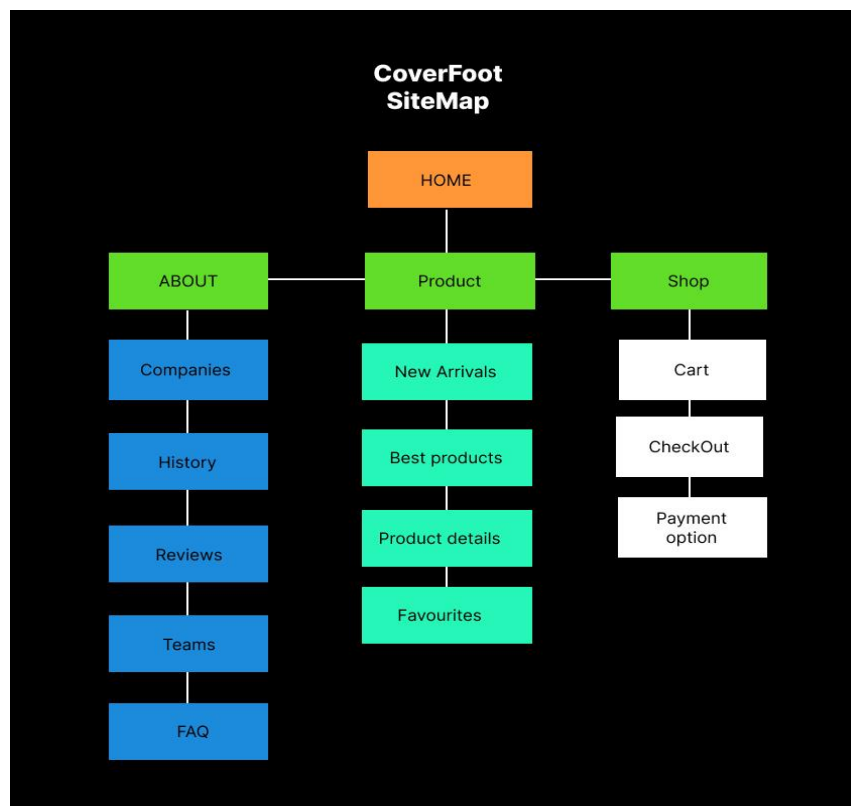 CoverFoot
SiteMap
HOME
ABOUT
Product
Shop
Companies
New Arrivals
Cart
History
Best products
CheckOut
Reviews
Product details
Payment
option
Teams
Favourites
FAQ